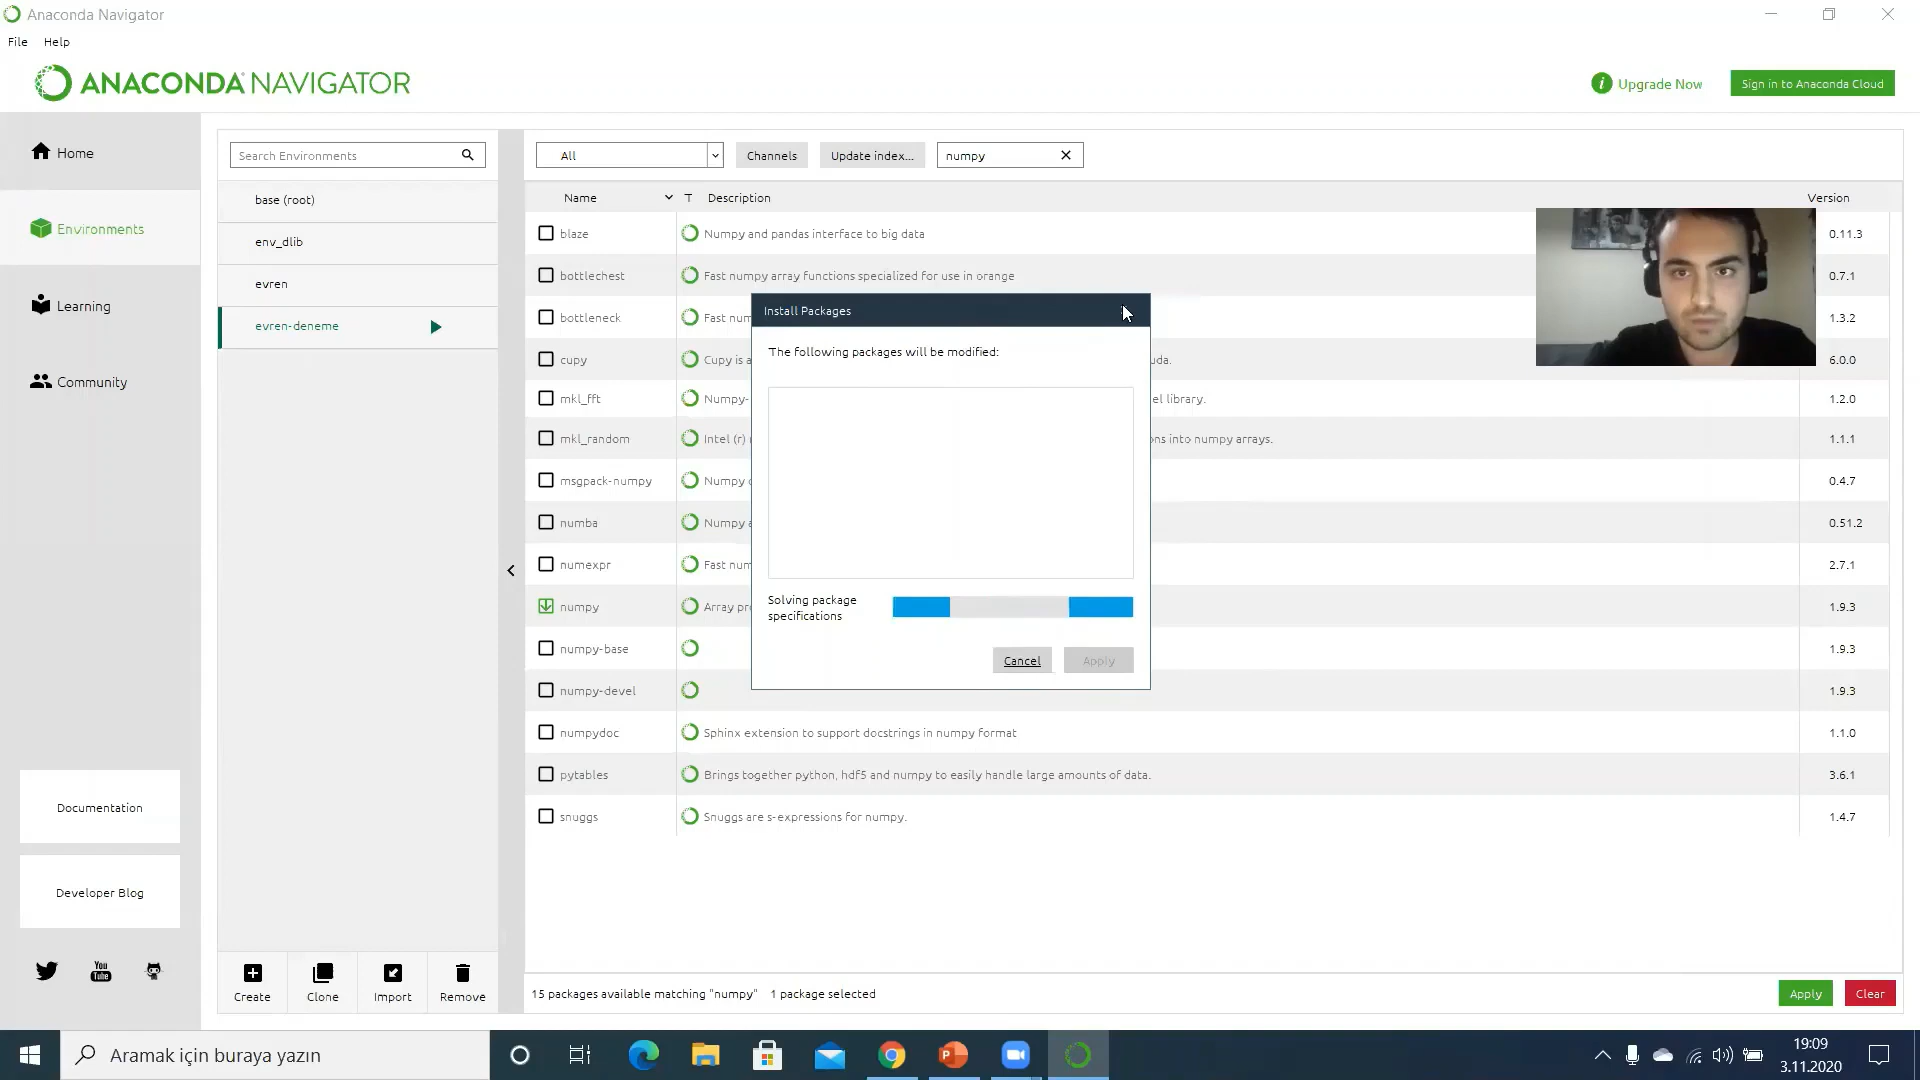 Anaconda Navigator
File Help
ANACONDA NAVIGATOR
i Upgrade Now
Sign in to Anaconda Cloud
Home
Environments
Learning
Community
Documentation
Developer Blog
You Tube
Search Environments
base (root)
env_dlib
evren
evren-deneme
Create
Clone
Import
Remove
All
Channels
Update index...
numpy
Name T Description Version
blaze Numpy and pandas interface to big data 0.11.3
bottlechest Fast numpy array functions specialized for use in orange 0.7.1
bottleneck Fast num 1.3.2
cupy Cupy is a uda. 6.0.0
mkl_fft Numpy- el library. 1.2.0
mkl_random Intel (r) ons into numpy arrays. 1.1.1
msgpack-numpy Numpy 0.4.7
numba Numpy a 0.51.2
numexpr Fast num 2.7.1
numpy Array pr 1.9.3
numpy-base 1.9.3
numpy-devel 1.9.3
numpydoc Sphinx extension to support docstrings in numpy format 1.1.0
pytables Brings together python, hdf5 and numpy to easily handle large amounts of data. 3.6.1
snuggs Snuggs are s-expressions for numpy. 1.4.7
Install Packages
The following packages will be modified:
Solving package
specifications
Cancel
Apply
15 packages available matching "numpy" 1 package selected
Apply
Clear
Aramak için buraya yazın
19:09
3.11.2020